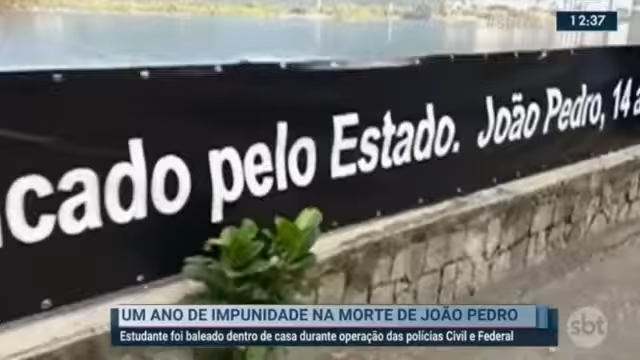 12:37
cado pelo Estado. João Pedro, 14
UM ANO DE IMPUNIDADE NA MORTE DE JOÃO PEDRO
Estudante foi baleado dentro de casa durante operação das polícias Civil e Federal
sbt